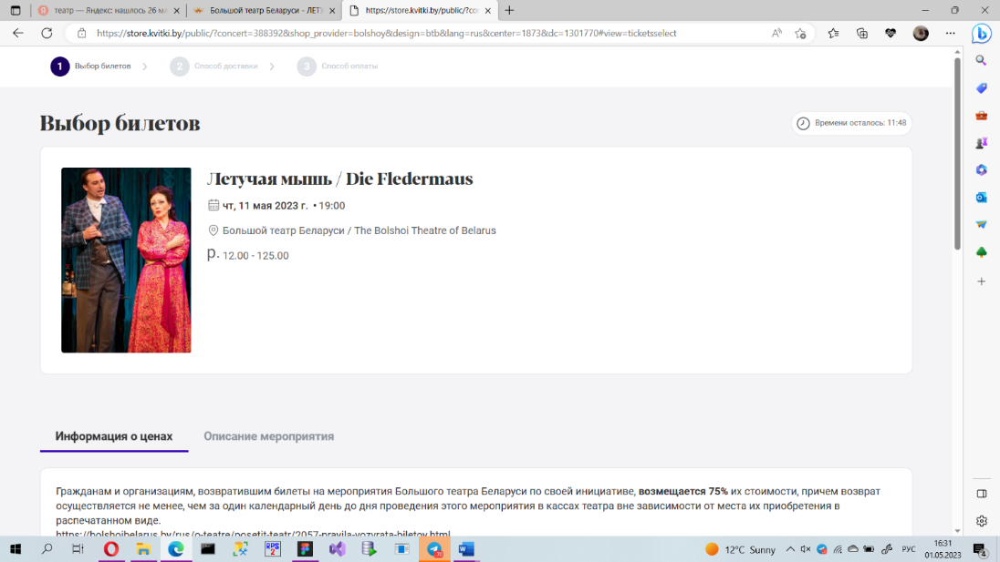 театр — Яндекс: нашлось 26 мл
Большой театр Беларуси - ЛЕТУ
https://store.kvitki.by/public/?con
https://store.kvitki.by/public/?concert=388392&shop_provider=bolshoy&design=btb&lang=rus&center=1873&dc=1301770#view=ticketsselect
1 Выбор билетов
2 Способ доставки
3 Способ оплаты
Выбор билетов
Времени осталось: 11:48
Летучая мышь / Die Fledermaus
чт, 11 мая 2023 г. • 19:00
Большой театр Беларуси / The Bolshoi Theatre of Belarus
р. 12.00 - 125.00
Информация о ценах
Описание мероприятия
Гражданам и организациям, возвратившим билеты на мероприятия Большого театра Беларуси по своей инициативе, возмещается 75% их стоимости, причем возврат
осуществляется не менее, чем за один календарный день до дня проведения этого мероприятия в кассах театра вне зависимости от места их приобретения в
распечатанном виде.
https://bolshoibelarus.by/rus/o-teatre/posetit-teatr/2057-pravila-vozvrata-biletov.html
12°C Sunny
РУС
16:31
01.05.2023
4